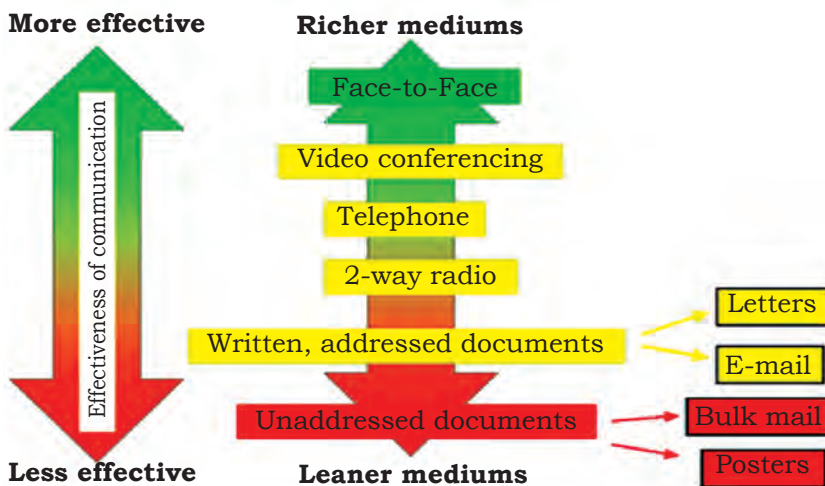 More effective
Richer mediums
Face-to-Face
Video conferencing
Telephone
2-way radio
Written, addressed documents
Unaddressed documents
Letters
E-mail
Bulk mail
Posters
Effectiveness of communication
Less effective
Leaner mediums